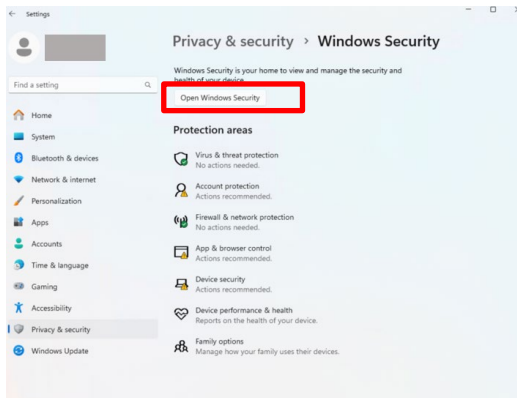 Settings
Privacy & security > Windows Security
Windows Security is your home to view and manage the security and
health of your device.
Find a setting
Open Windows Security
Home
System
Bluetooth & devices
Network & internet
Personalization
Apps
Accounts
Time & language
Gaming
Accessibility
Privacy & security
Windows Update
Protection areas
Virus & threat protection
No actions needed.
Account protection
Actions recommended.
Firewall & network protection
No actions needed.
App & browser control
Actions recommended.
Device security
Actions recommended.
Device performance & health
Reports on the health of your device.
Family options
Manage how your family uses their devices.